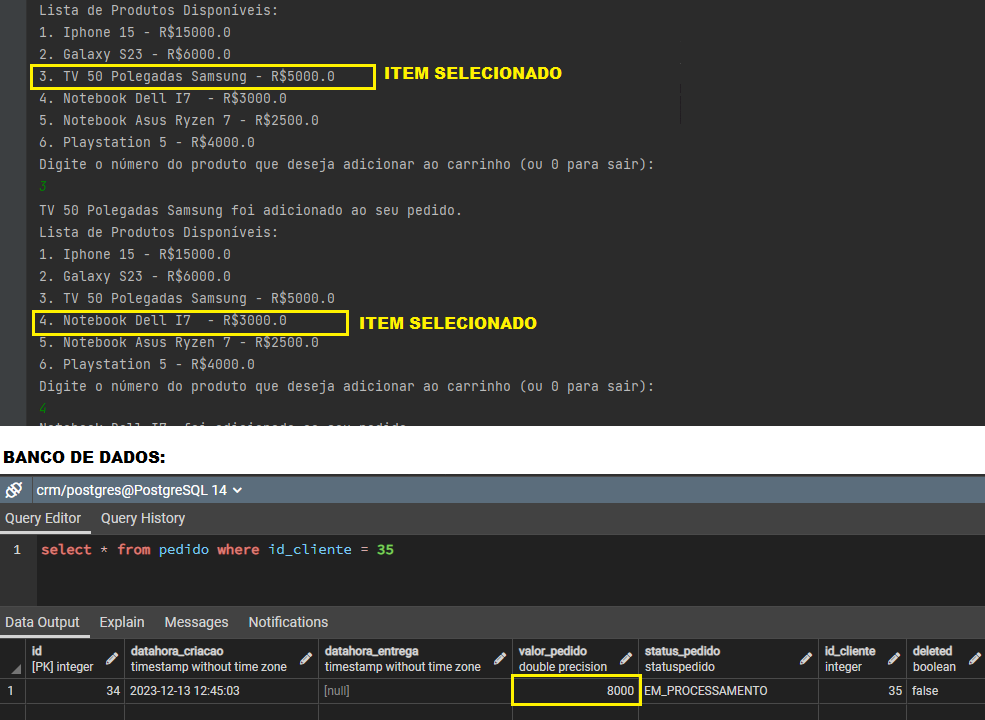 Lista de Produtos Disponíveis:
1. Iphone 15 - R$15000.0
2. Galaxy S23 - R$6000.0
3. TV 50 Polegadas Samsung - R$5000.0 ITEM SELECIONADO
4. Notebook Dell I7  - R$3000.0
5. Notebook Asus Ryzen 7 - R$2500.0
6. Playstation 5 - R$4000.0
Digite o número do produto que deseja adicionar ao carrinho (ou 0 para sair):
3
TV 50 Polegadas Samsung foi adicionado ao seu pedido.
Lista de Produtos Disponíveis:
1. Iphone 15 - R$15000.0
2. Galaxy S23 - R$6000.0
3. TV 50 Polegadas Samsung - R$5000.0
4. Notebook Dell I7  - R$3000.0 ITEM SELECIONADO
5. Notebook Asus Ryzen 7 - R$2500.0
6. Playstation 5 - R$4000.0
Digite o número do produto que deseja adicionar ao carrinho (ou 0 para sair):
4
Notebook Dell I7  foi adicionado ao seu pedido.
BANCO DE DADOS:
crm/postgres@PostgreSQL 14
Query Editor Query History
1 select * from pedido where id_cliente = 35
Data Output Explain Messages Notifications
id datahora_criacao datahora_entrega valor_pedido status_pedido id_cliente deleted
[PK] integer timestamp without time zone timestamp without time zone double precision statuspedido integer boolean
1 34 2023-12-13 12:45:03 [null] 8000 EM_PROCESSAMENTO 35 false